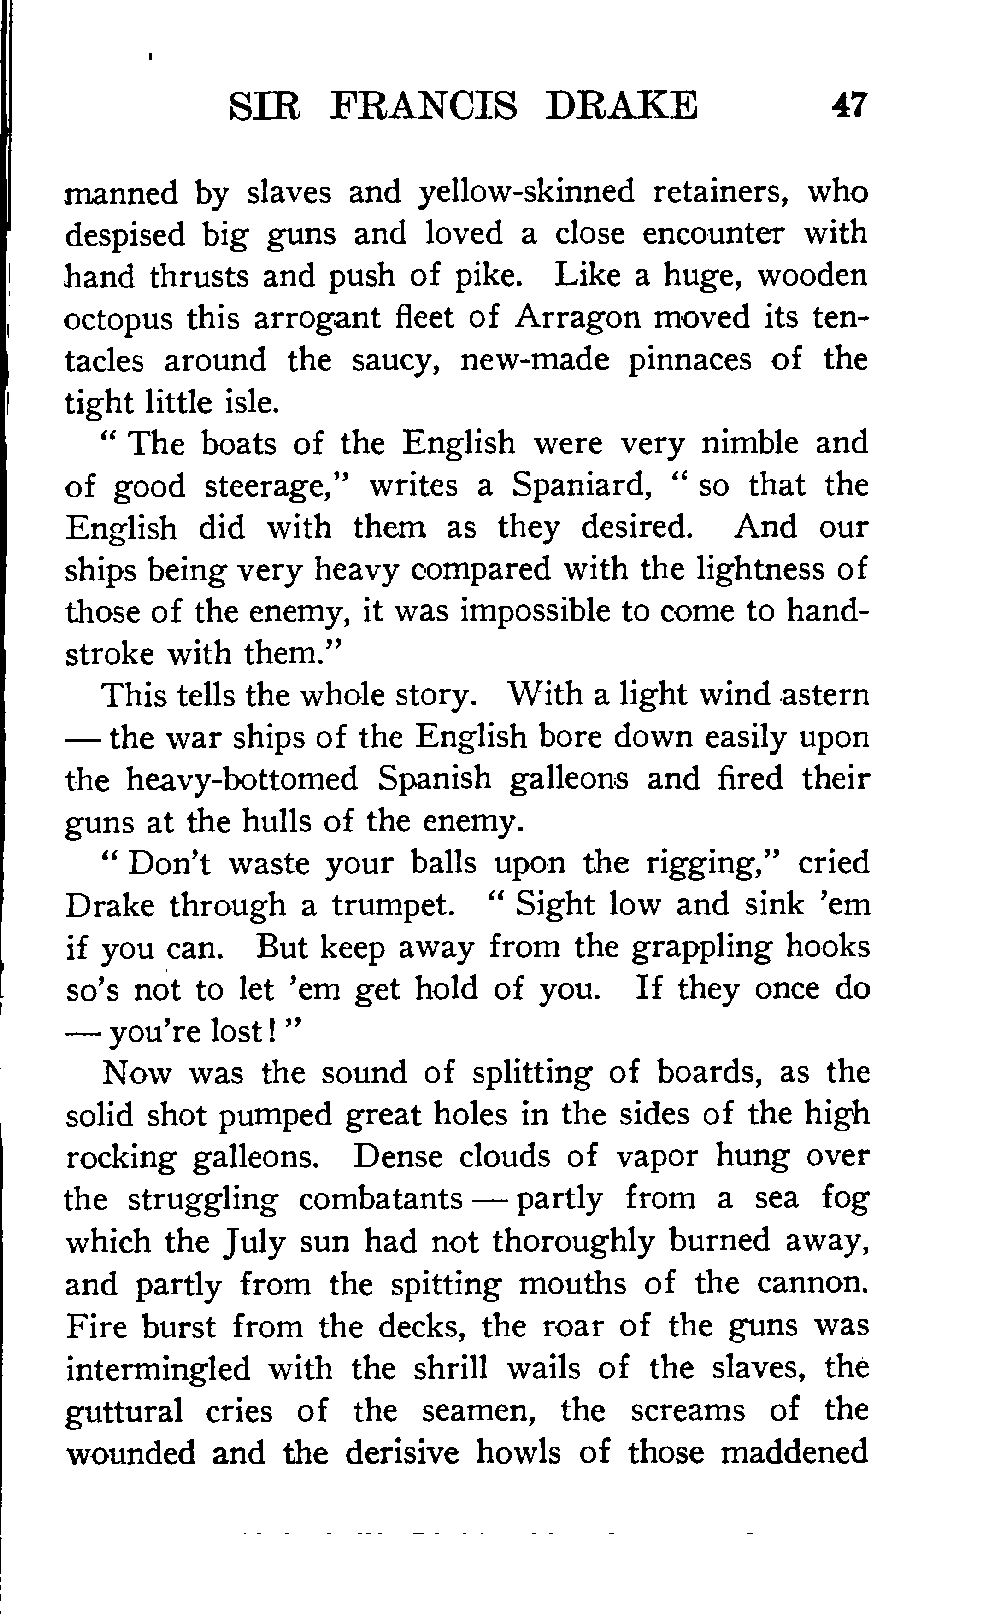 SIR FRANCIS DRAKE 47
manned by slaves and yellow-skinned retainers, who
despised big guns and loved a close encounter with
hand thrusts and push of pike. Like a huge, wooden
octopus this arrogant fleet of Arragon moved its ten-
tacles around the saucy, new-made pinnaces of the
tight little isle.
“ The boats of the English were very nimble and
of good steerage,” writes a Spaniard, “ so that the
English did with them as they desired. And our
ships being very heavy compared with the lightness of
those of the enemy, it was impossible to come to hand-
stroke with them.”
This tells the whole story. With a light wind astern
— the war ships of the English bore down easily upon
the heavy-bottomed Spanish galleons and fired their
guns at the hulls of the enemy.
“ Don’t waste your balls upon the rigging,” cried
Drake through a trumpet. “ Sight low and sink ’em
if you can. But keep away from the grappling hooks
so’s not to let ’em get hold of you. If they once do
— you’re lost! ”
Now was the sound of splitting of boards, as the
solid shot pumped great holes in the sides of the high
rocking galleons. Dense clouds of vapor hung over
the struggling combatants — partly from a sea fog
which the July sun had not thoroughly burned away,
and partly from the spitting mouths of the cannon.
Fire burst from the decks, the roar of the guns was
intermingled with the shrill wails of the slaves, the
guttural cries of the seamen, the screams of the
wounded and the derisive howls of those maddened